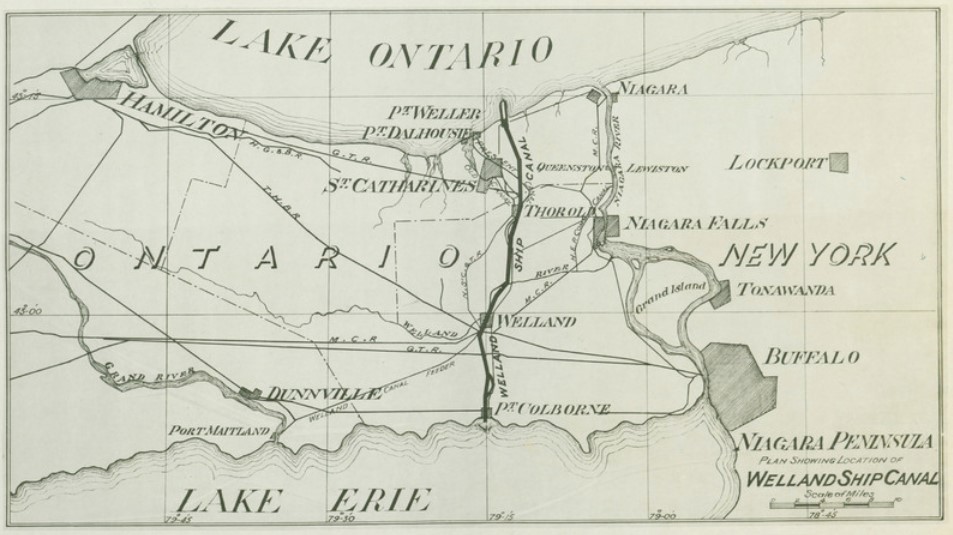 LAKE ONTARIO
NIAGARA
PT. WELLER
PT. DALHOUSIE
HAMILTON
43°15'
H.G.&B.R.
G.T.R.
M.C.R.
NIAGARA RIVER
QUEENSTON
LEWISTON
LOCKPORT
ST. CATHARINES
T.H.B.R.
CANAL
THOROLD
NIAGARA FALLS
ONTARIO
SHIP
NEW YORK
RIVER
M.C.R.
Grand Island
TONAWANDA
43°00
WELLAND
WELLAND
M.C.R
G.T.R.
WELLAND
BUFFALO
GRAND RIVER
DUNNVILLE
WELLAND CANAL FEEDER
PT. COLBORNE
PORT MAITLAND
NIAGARA PENINSULA
PLAN SHOWING LOCATION OF
WELLAND SHIP CANAL
Scale of Miles
LAKE ERIE
79°45
79°30
79°15
79°00
78°45